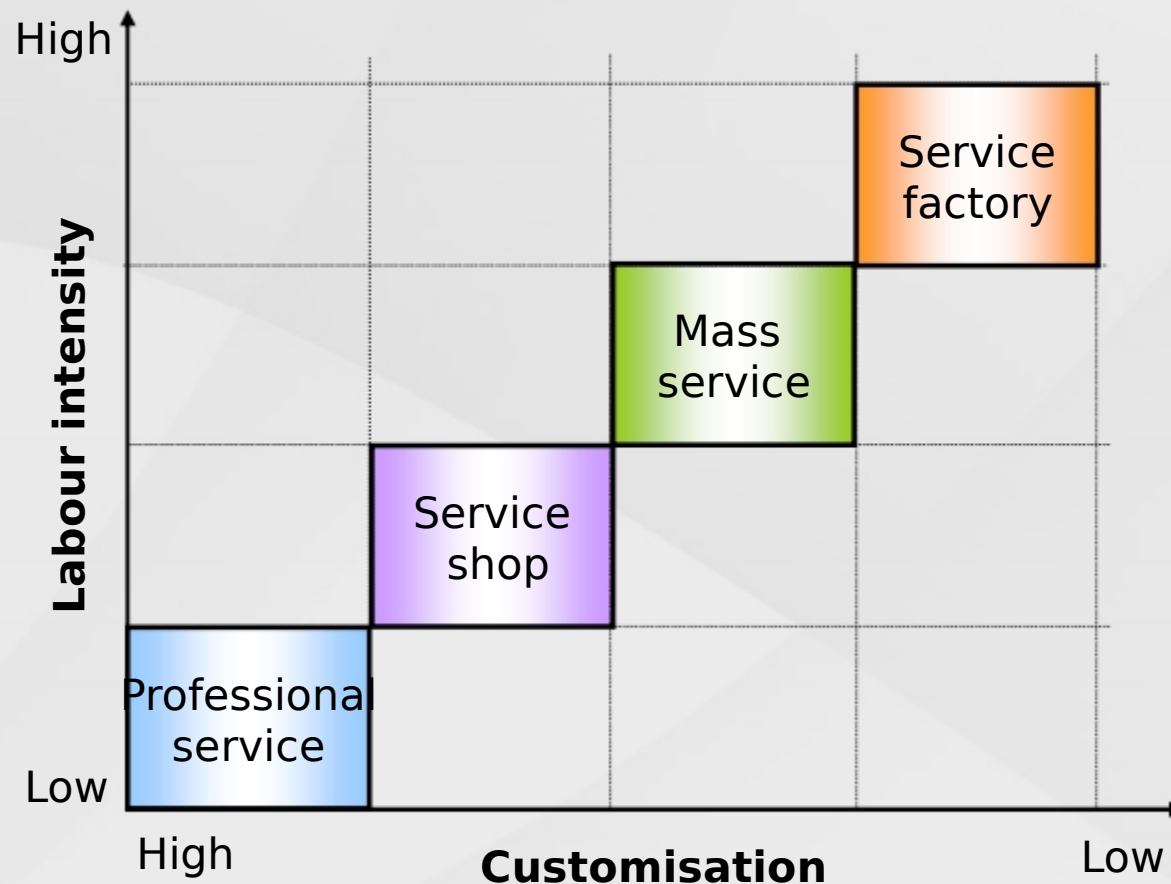 High
Service
factory
Mass
service
Labour intensity
Service
shop
Professional
service
Low
High
Customisation
Low